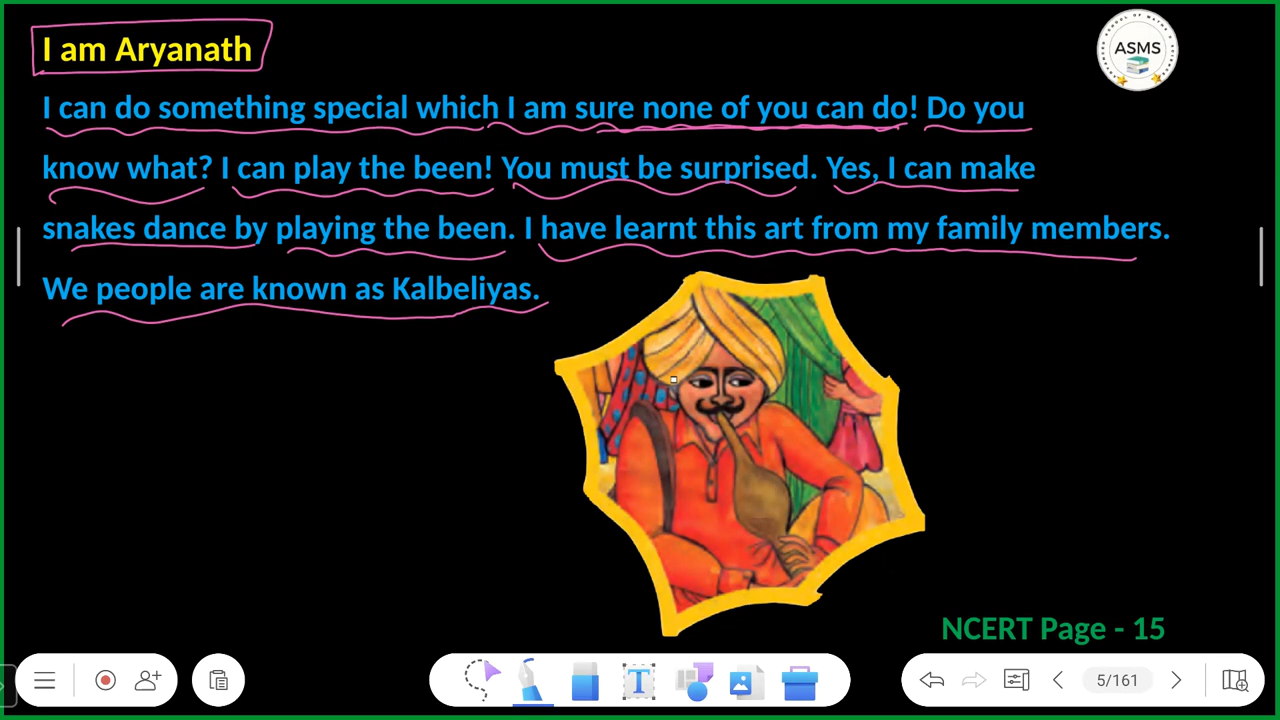 I am Aryanath
ASMS
I can do something special which I am sure none of you can do! Do you
know what? I can play the been! You must be surprised. Yes, I can make
snakes dance by playing the been. I have learnt this art from my family members.
We people are known as Kalbeliyas.
NCERT Page - 15
T
5/161